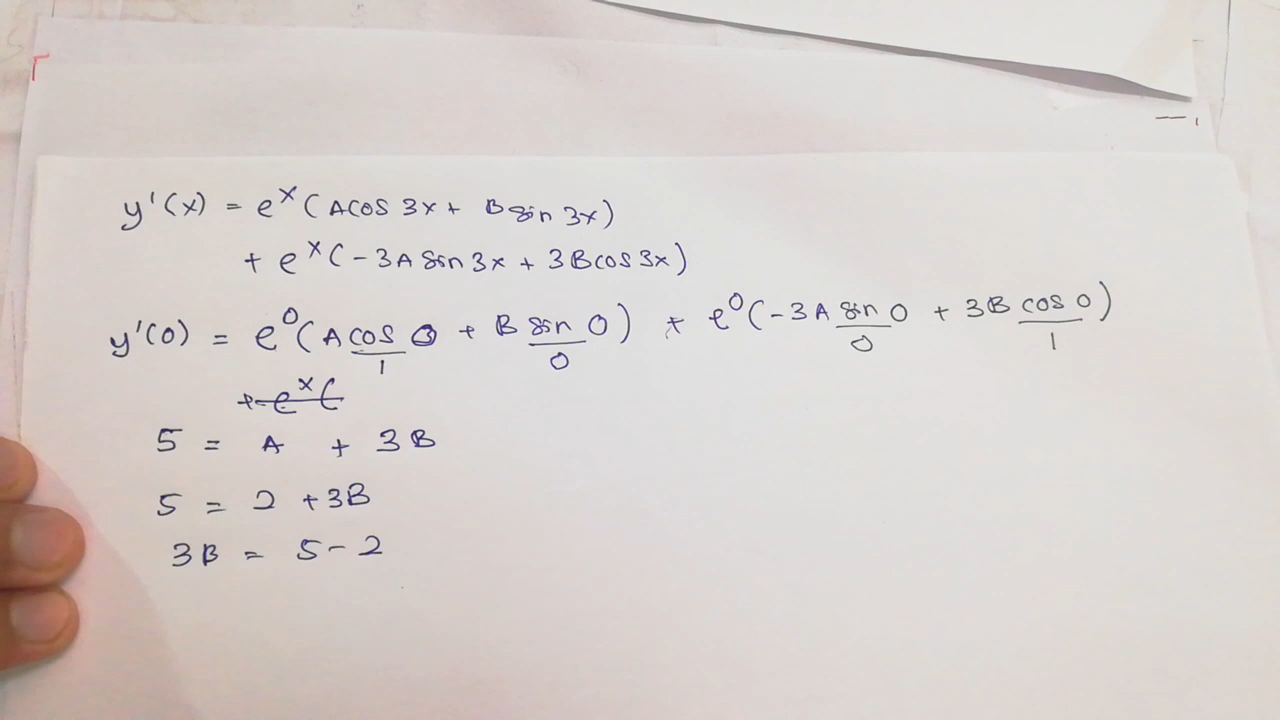 y'(x) = e^x (A cos 3x + B sin 3x)
+ e^x (-3A sin 3x + 3B cos 3x)
y'(0) = e^0 (A cos 0 + B sin 0) + e^0 (-3A sin 0 + 3B cos 0)
1 0 0 1
+ e^x (
5 = A + 3B
5 = 2 + 3B
3B = 5 - 2